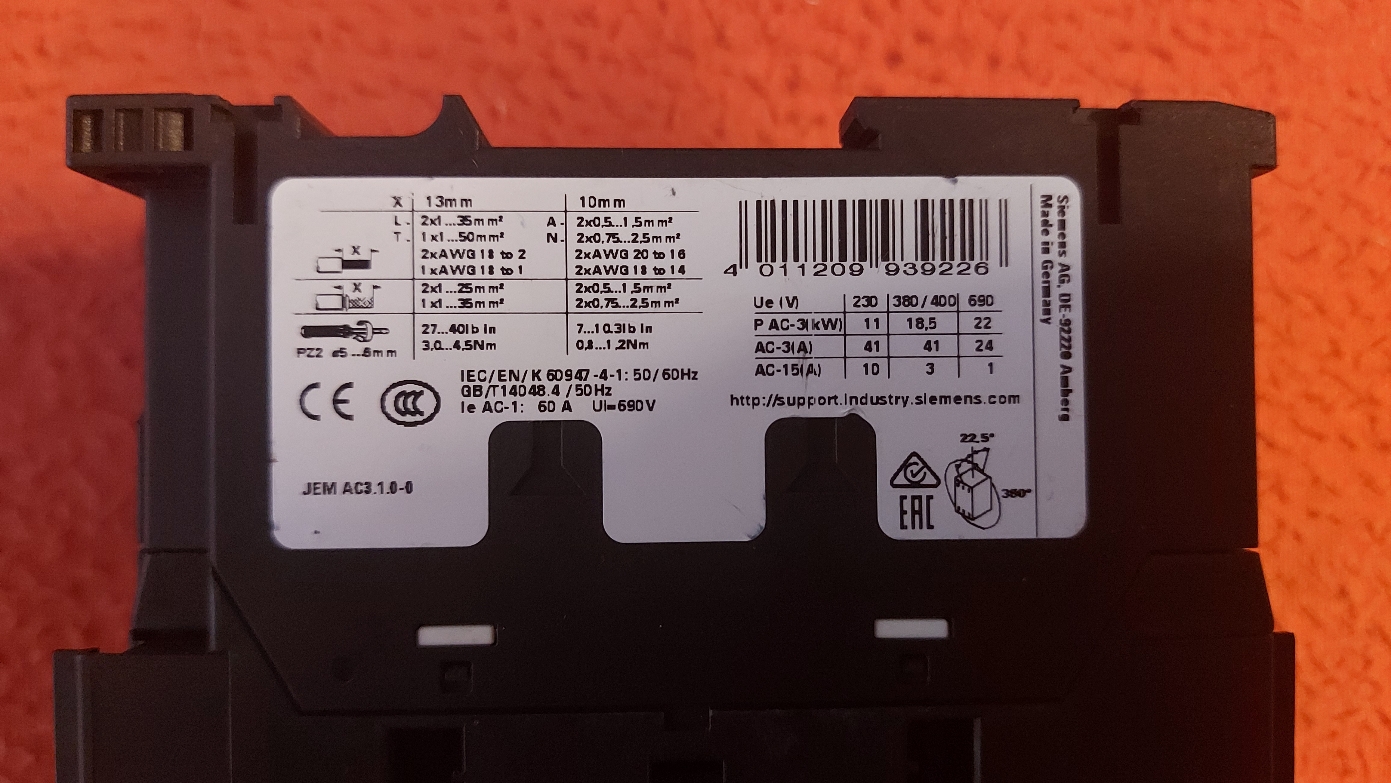 X 13mm 10mm
L- 2x1...35mm² A- 2x0,5...1,5mm²
T- 1x1...50mm² N- 2x0,75...2,5mm²
X 2xAWG 18 to 2 2xAWG 20 to 16
1xAWG 18 to 1 2xAWG 18 to 14
X 2x1...25mm² 2x0,5...1,5mm²
1x1...35mm² 2x0,75...2,5mm²
27...40lb in 7...10.3lb in
PZ2 ø5...6mm 3,0...4,5Nm 0,8...1,2Nm
CE CCC
IEC/EN/K 60947-4-1: 50/60Hz
GB/T14048.4 /50Hz
Ie AC-1: 60 A Ui=690V
JEM AC3.1.0-0
4 011209 939226
Ue (V) 230 380/400 690
P AC-3(kW) 11 18,5 22
AC-3(A) 41 41 24
AC-15(A) 10 3 1
http://support.industry.siemens.com
22,5°
360°
EAC
Siemens AG, DE-92220 Amberg
Made in Germany